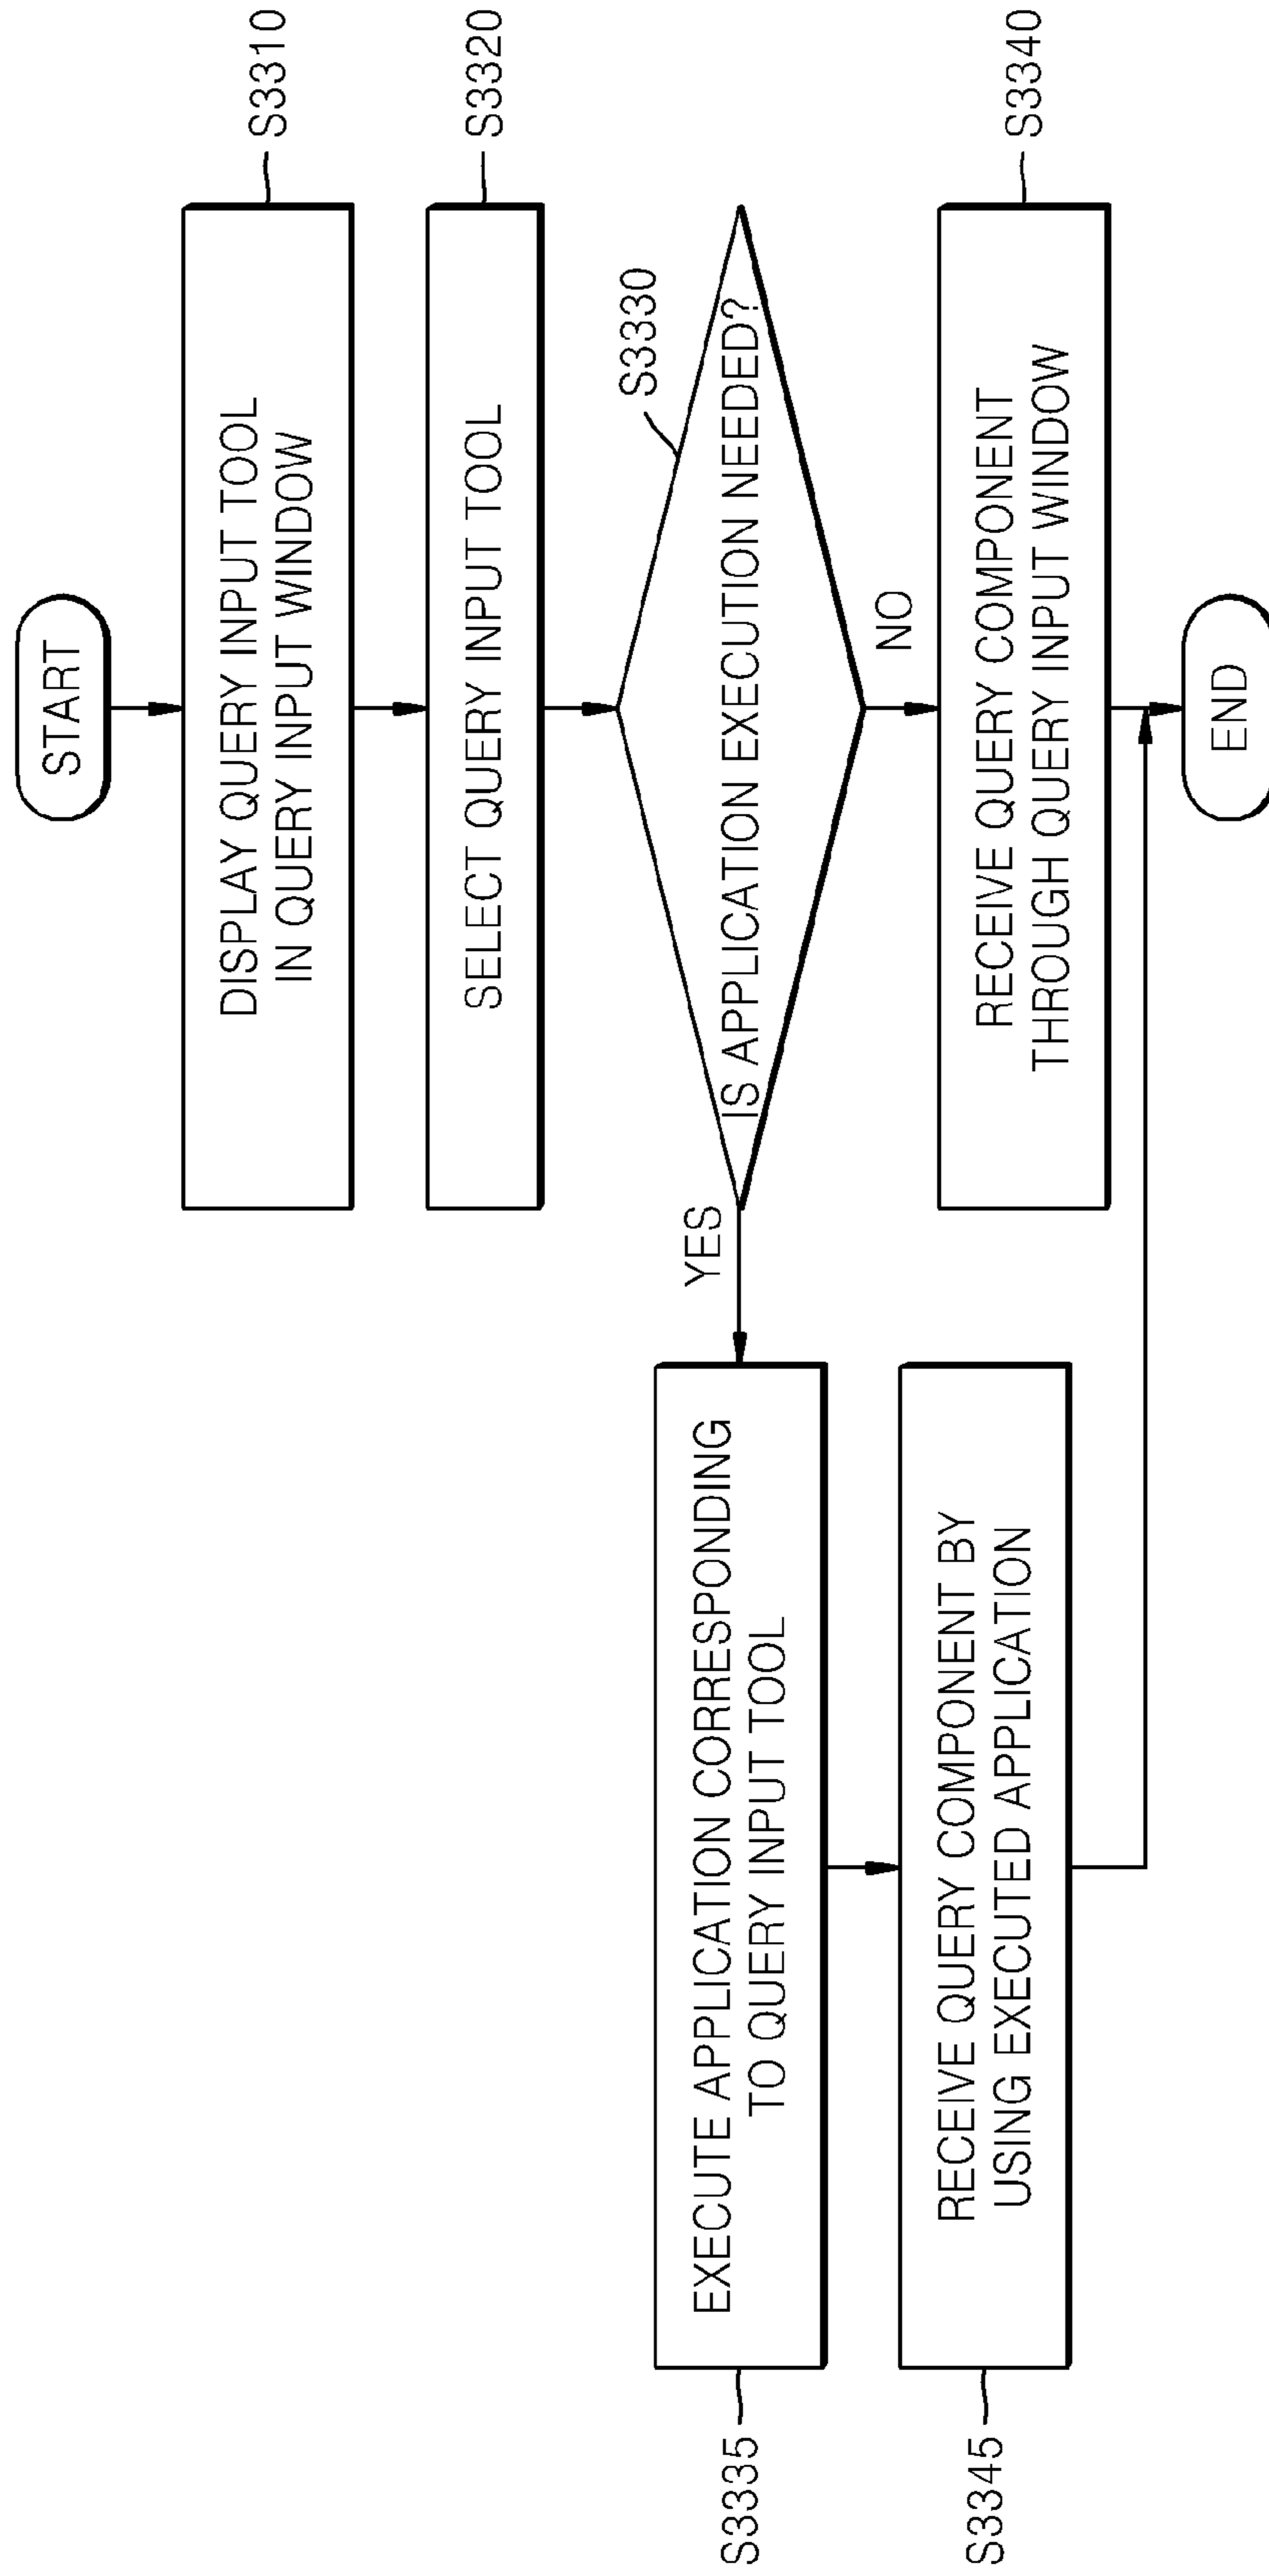 START
DISPLAY QUERY INPUT TOOL
IN QUERY INPUT WINDOW
S3310
SELECT QUERY INPUT TOOL
S3320
S3330
IS APPLICATION EXECUTION NEEDED?
YES
NO
EXECUTE APPLICATION CORRESPONDING
TO QUERY INPUT TOOL
S3335
RECEIVE QUERY COMPONENT BY
USING EXECUTED APPLICATION
S3345
RECEIVE QUERY COMPONENT
THROUGH QUERY INPUT WINDOW
S3340
END